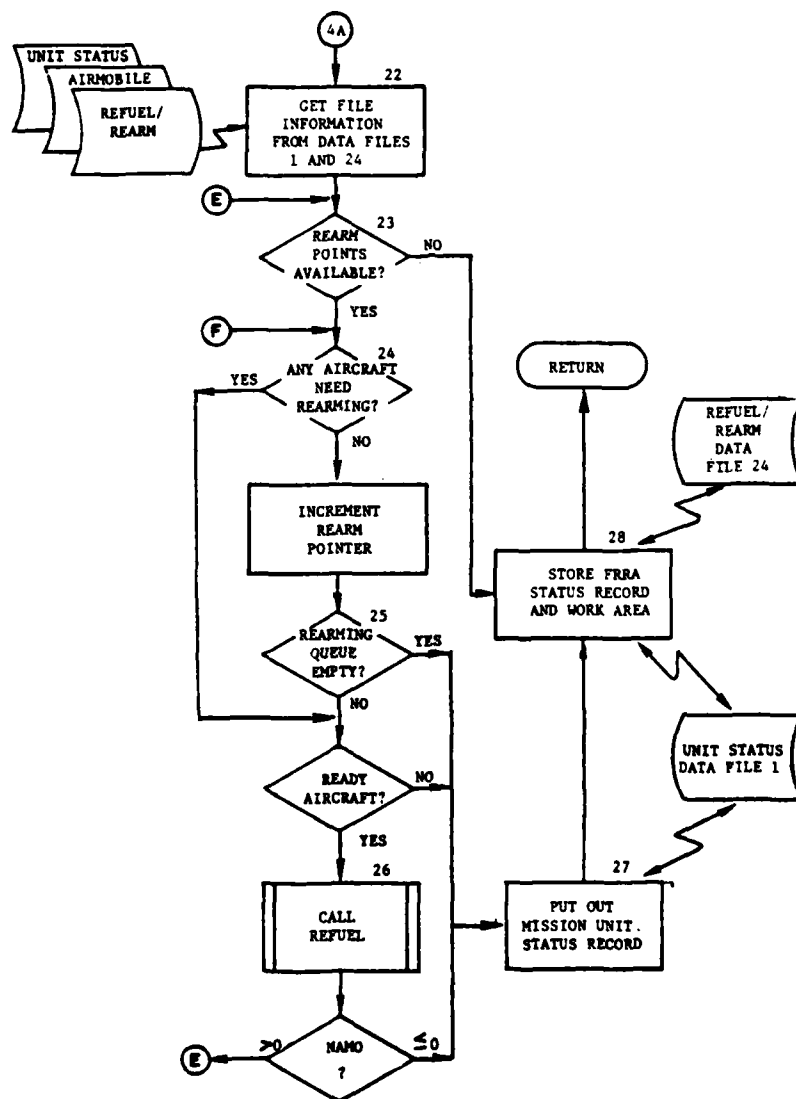 4A
UNIT STATUS
AIRMOBILE
REFUEL/
REARM
22
GET FILE
INFORMATION
FROM DATA FILES
1 AND 24
E
23
REARM
POINTS
AVAILABLE?
NO
YES
F
24
ANY AIRCRAFT
NEED
REARMING?
YES
NO
INCREMENT
REARM
POINTER
25
REARMING
QUEUE
EMPTY?
YES
NO
READY
AIRCRAFT?
NO
YES
26
CALL
REFUEL
NAMO
?
>0
≤0
E
RETURN
REFUEL/
REARM
DATA
FILE 24
28
STORE FRRA
STATUS RECORD
AND WORK AREA
UNIT STATUS
DATA FILE 1
27
PUT OUT
MISSION UNIT.
STATUS RECORD